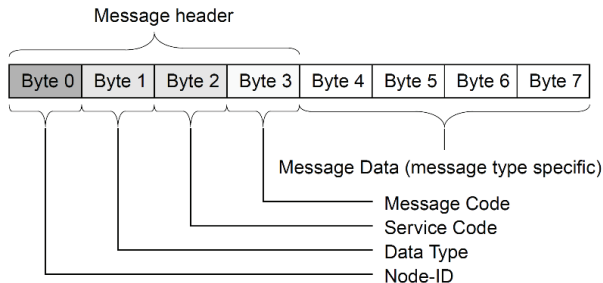 Message header
Byte 0 Byte 1 Byte 2 Byte 3 Byte 4 Byte 5 Byte 6 Byte 7
Message Data (message type specific)
Message Code
Service Code
Data Type
Node-ID